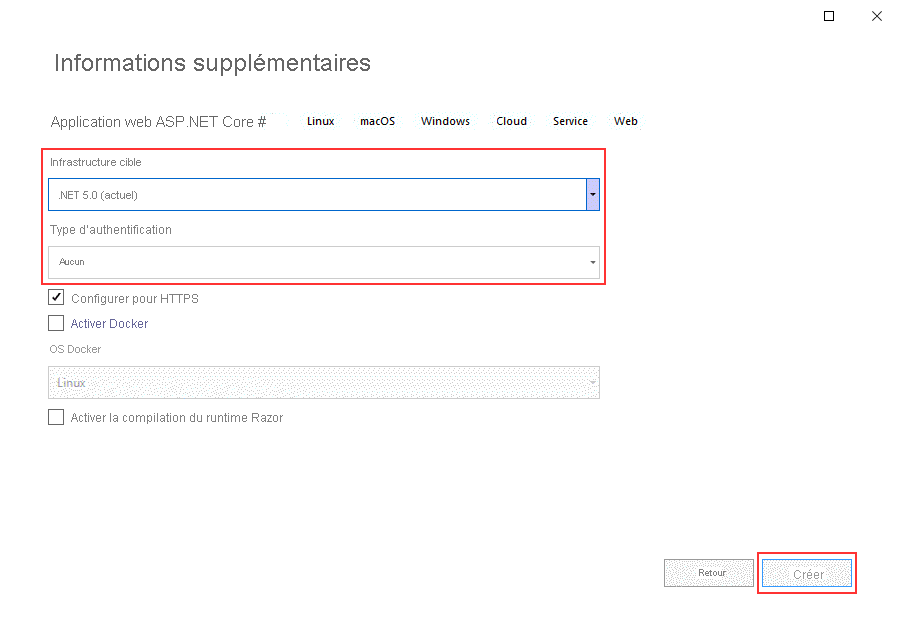 Informations supplémentaires
Application web ASP.NET Core # Linux macOS Windows Cloud Service Web
Infrastructure cible
.NET 5.0 (actuel)
Type d'authentification
Aucun
Configurer pour HTTPS
Activer Docker
OS Docker
Linux
Activer la compilation du runtime Razor
Retour Créer